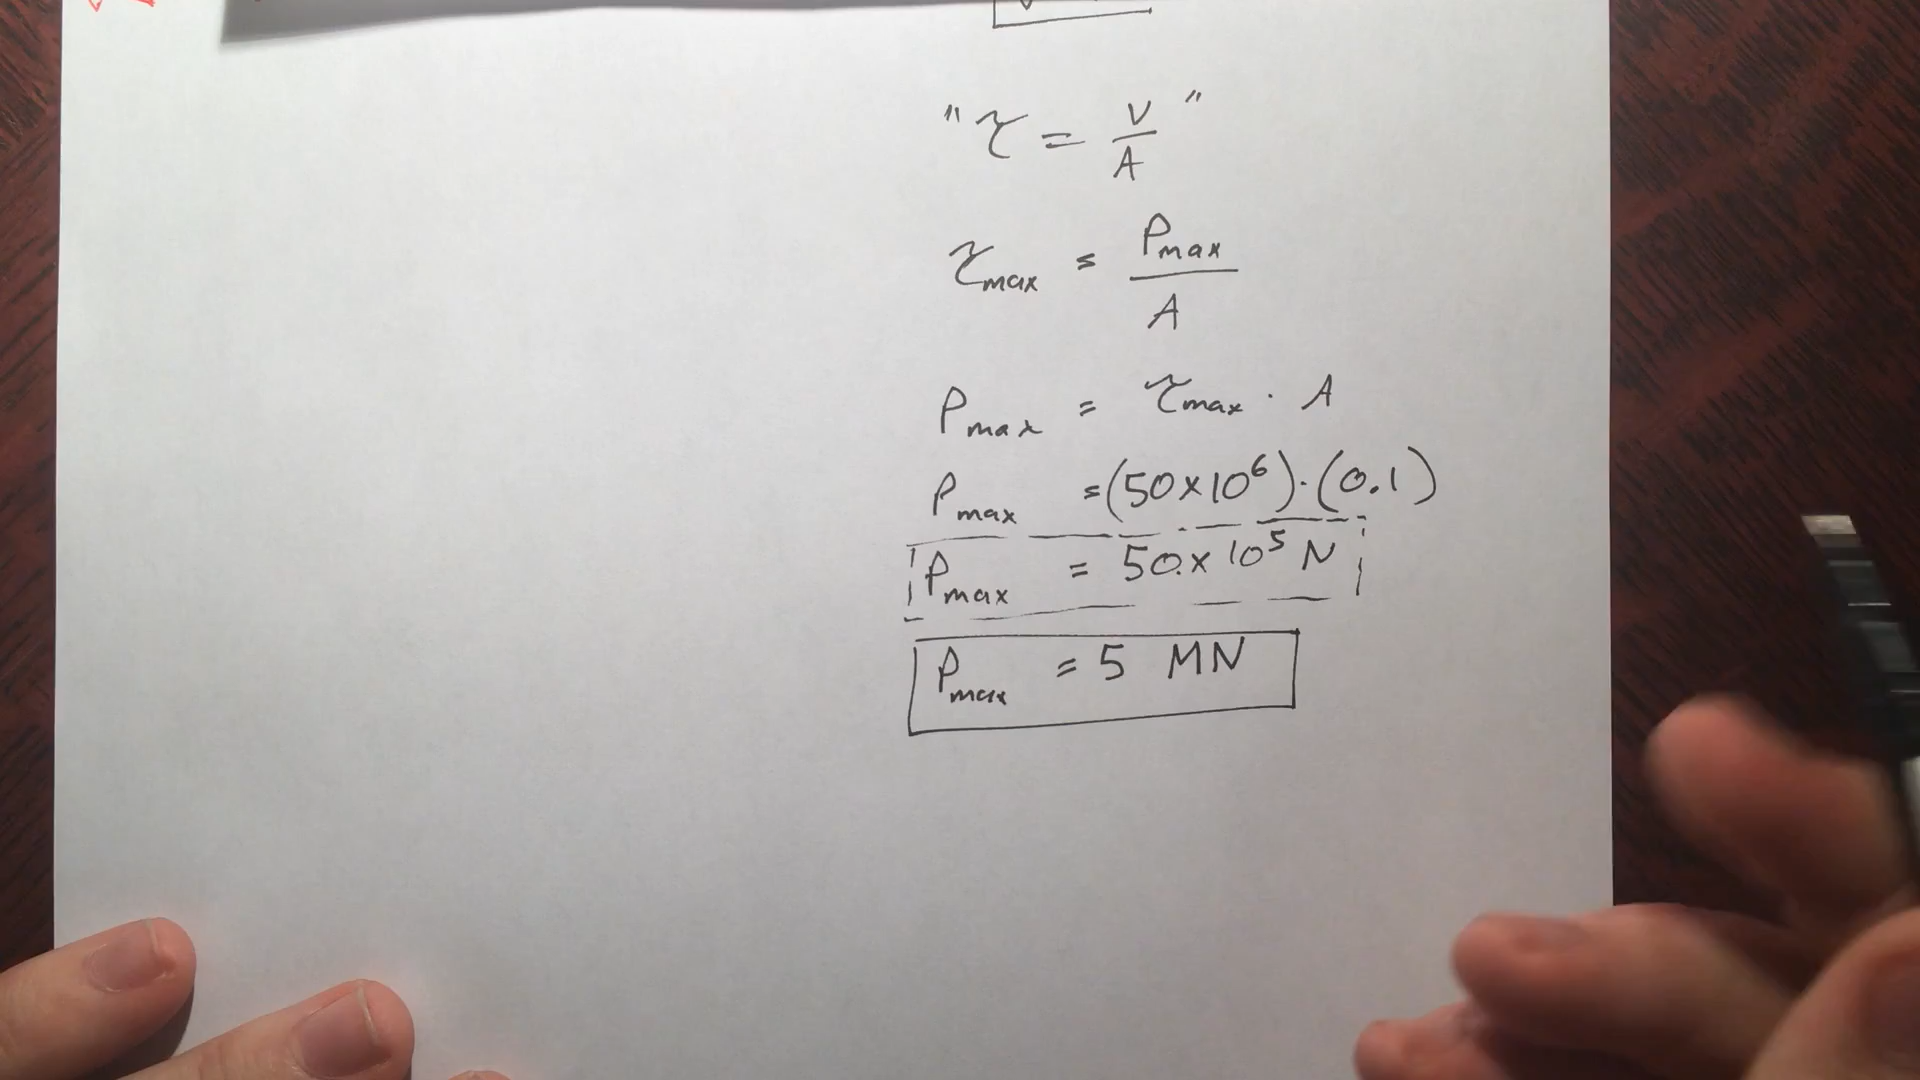 "τ = V/A"
τmax = Pmax/A
Pmax = τmax · A
Pmax = (50×10⁶)·(0.1)
Pmax = 50×10⁵ N
Pmax = 5 MN